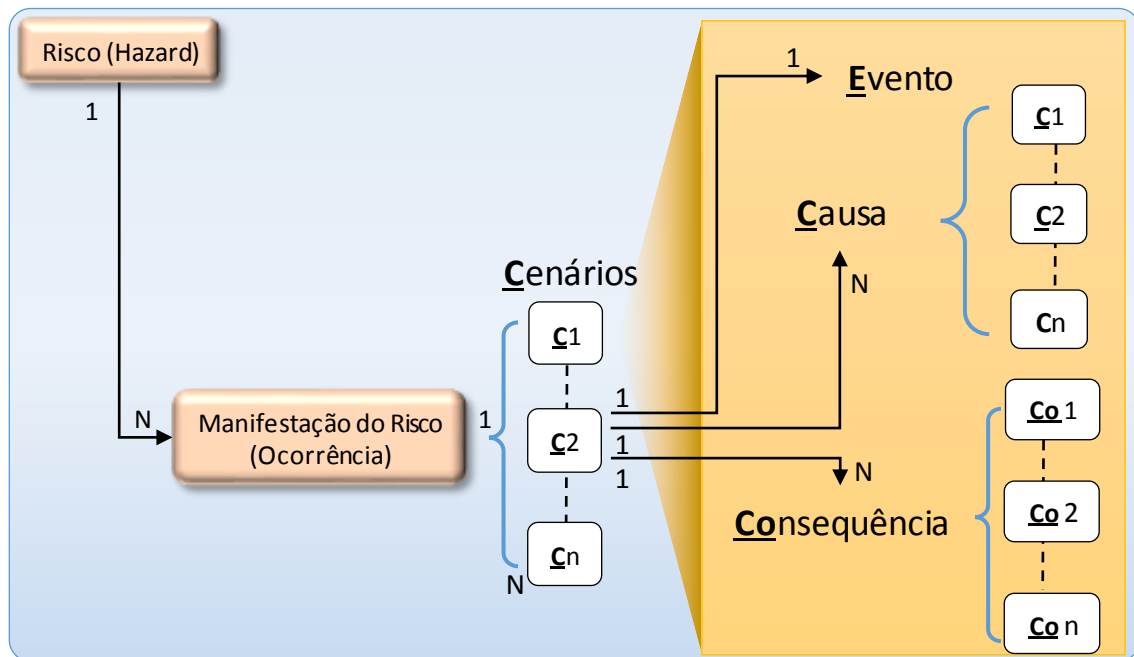 Risco (Hazard)
1
N
Manifestação do Risco
(Ocorrência)
1
N
Cenários
C1
C2
Cn
1
1
1
1
Evento
N
Causa
C1
C2
Cn
N
Consequência
Co 1
Co 2
Co n